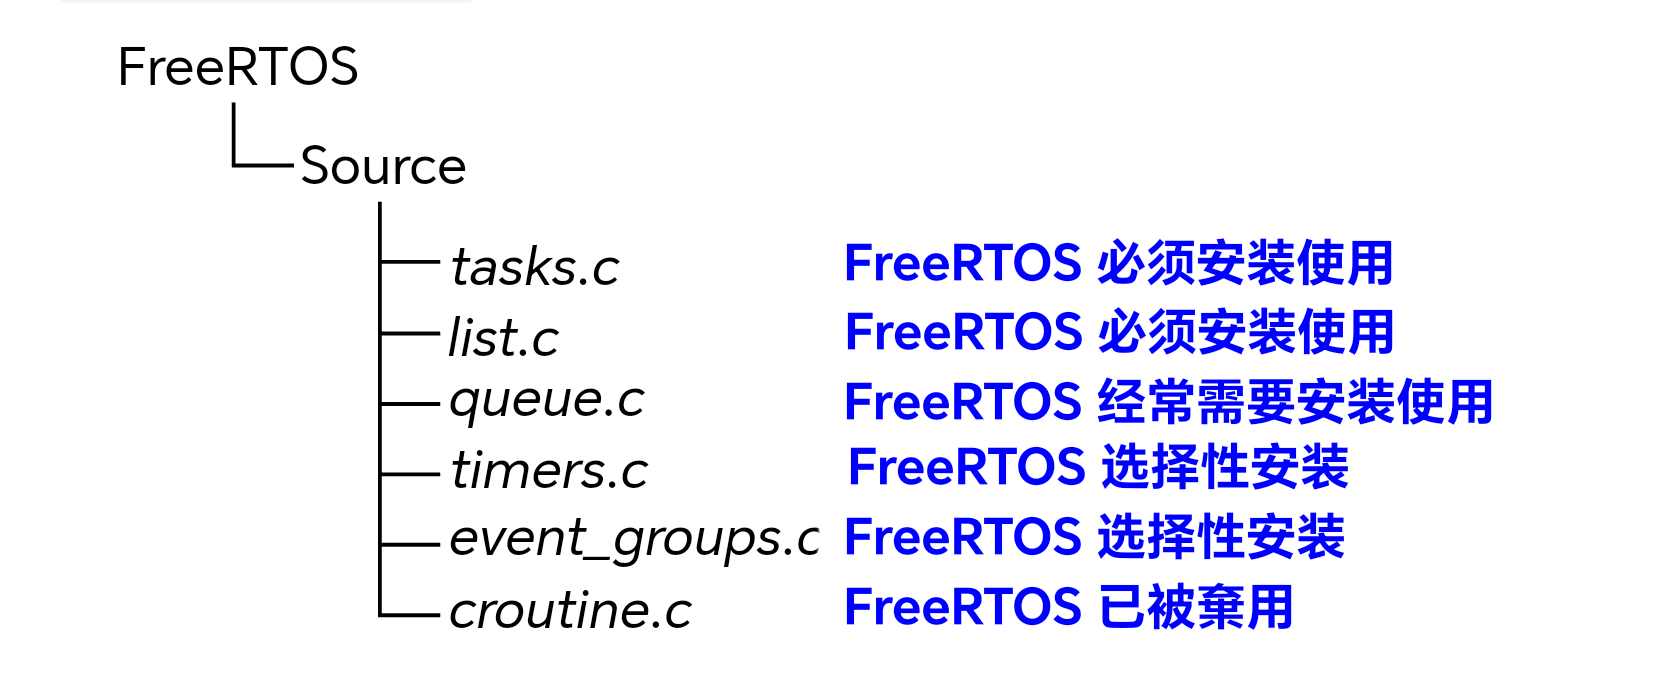 FreeRTOS
Source
tasks.c FreeRTOS 必须安装使用
list.c FreeRTOS 必须安装使用
queue.c FreeRTOS 经常需要安装使用
timers.c FreeRTOS 选择性安装
event_groups.c FreeRTOS 选择性安装
croutine.c FreeRTOS 已被棄用